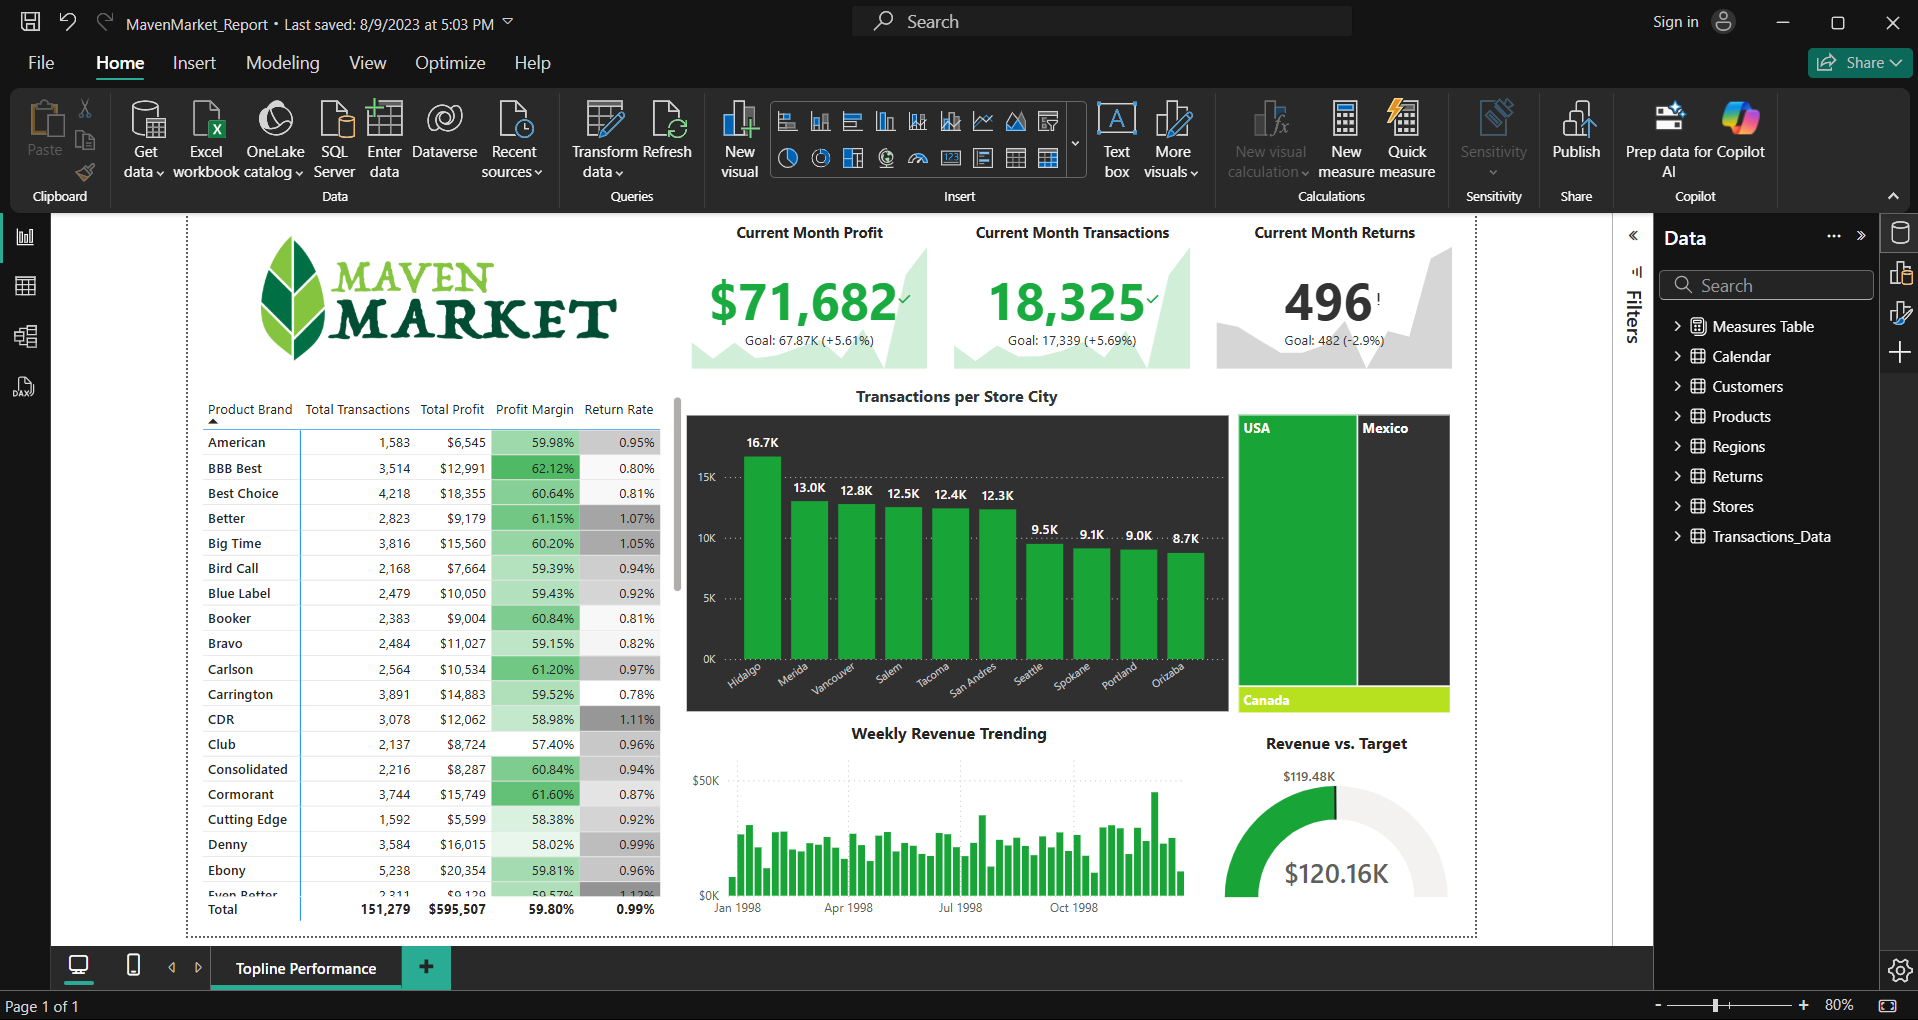 MavenMarket_Report • Last saved: 8/9/2023 at 5:03 PM
Search
Sign in
File
Home
Insert
Modeling
View
Optimize
Help
Share
Paste
Get data
Excel workbook
OneLake catalog
SQL Server
Enter data
Dataverse
Recent sources
Transform data
Refresh
New visual
123
A
Text box
More visuals
New visual calculation
New measure
Quick measure
Sensitivity
Publish
Prep data for AI
Copilot
Clipboard
Data
Queries
Insert
Calculations
Sensitivity
Share
Copilot
DAX
MAVEN
MARKET
Current Month Profit
$71,682
Goal: 67.87K (+5.61%)
Current Month Transactions
18,325
Goal: 17,339 (+5.69%)
Current Month Returns
496 !
Goal: 482 (-2.9%)
Product Brand Total Transactions Total Profit Profit Margin Return Rate
American 1,583 $6,545 59.98% 0.95%
BBB Best 3,514 $12,991 62.12% 0.80%
Best Choice 4,218 $18,355 60.64% 0.81%
Better 2,823 $9,179 61.15% 1.07%
Big Time 3,816 $15,560 60.20% 1.05%
Bird Call 2,168 $7,664 59.39% 0.94%
Blue Label 2,479 $10,050 59.43% 0.92%
Booker 2,383 $9,004 60.84% 0.81%
Bravo 2,484 $11,027 59.15% 0.82%
Carlson 2,564 $10,534 61.20% 0.97%
Carrington 3,891 $14,883 59.52% 0.78%
CDR 3,078 $12,062 58.98% 1.11%
Club 2,137 $8,724 57.40% 0.96%
Consolidated 2,216 $8,287 60.84% 0.94%
Cormorant 3,744 $15,749 61.60% 0.87%
Cutting Edge 1,592 $5,599 58.38% 0.92%
Denny 3,584 $16,015 58.02% 0.99%
Ebony 5,238 $20,354 59.81% 0.96%
Even Better 2,311 $9,129 59.57% 1.12%
Total 151,279 $595,507 59.80% 0.99%
Transactions per Store City
15K
10K
5K
0K
16.7K
13.0K
12.8K
12.5K
12.4K
12.3K
9.5K
9.1K
9.0K
8.7K
Hidalgo
Merida
Vancouver
Salem
Tacoma
San Andres
Seattle
Spokane
Portland
Orizaba
USA
Mexico
Canada
Weekly Revenue Trending
$50K
$0K
Jan 1998
Apr 1998
Jul 1998
Oct 1998
Revenue vs. Target
$119.48K
$120.16K
Filters
Data
Search
Measures Table
Calendar
Customers
Products
Regions
Returns
Stores
Transactions_Data
Topline Performance
Page 1 of 1
80%